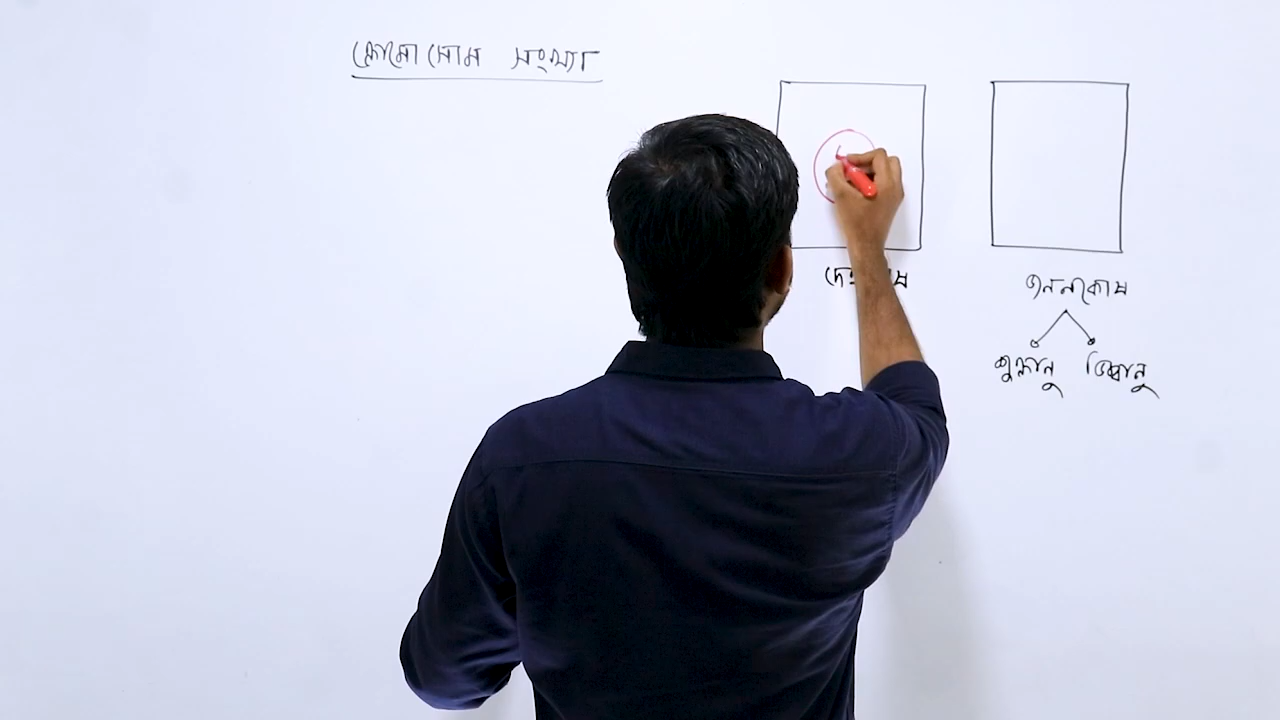 ক্রোমোসোম সংখ্যা
জননকোষ
শুক্রানু ডিম্বানু